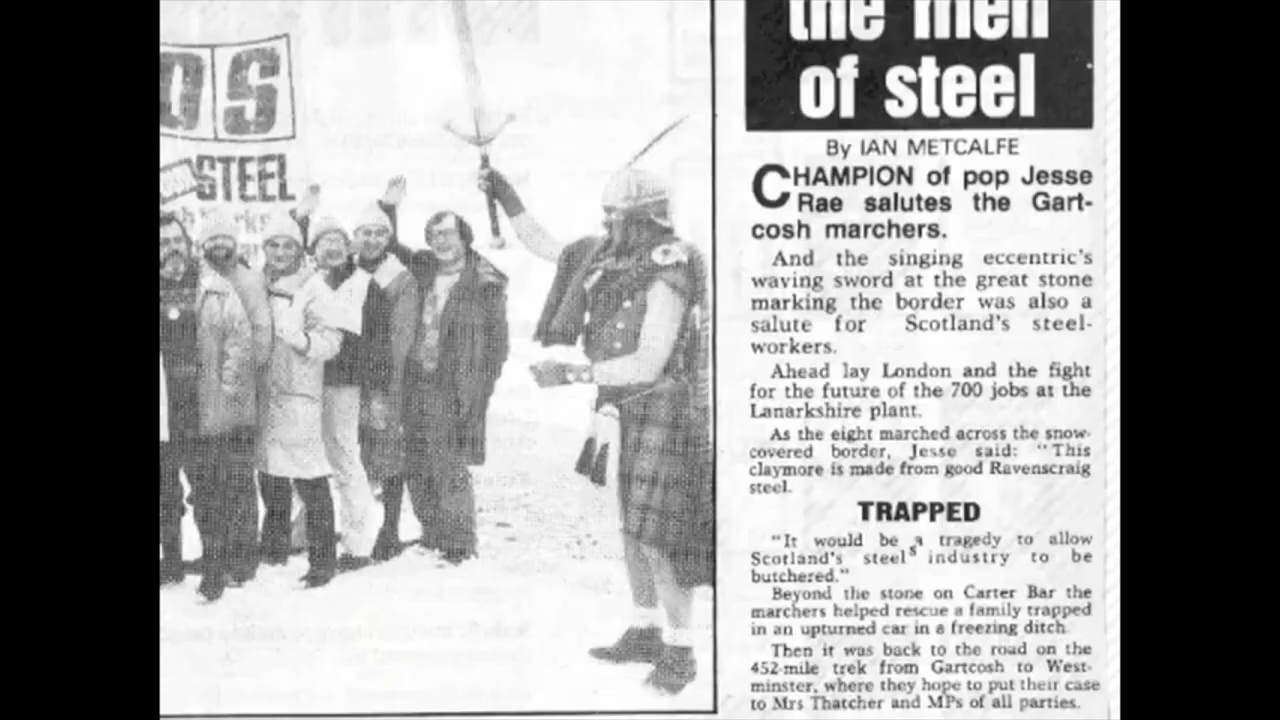 OS
STEEL
the men
of steel
By IAN METCALFE
CHAMPION of pop Jesse
Rae salutes the Gart-
cosh marchers.
And the singing eccentric's
waving sword at the great stone
marking the border was also a
salute for Scotland's steel-
workers.
Ahead lay London and the fight
for the future of the 700 jobs at the
Lanarkshire plant.
As the eight marched across the snow-
covered border, Jesse said: "This
claymore is made from good Ravenscraig
steel.
TRAPPED
"It would be a tragedy to allow
Scotland's steel industry to be
butchered."
Beyond the stone on Carter Bar the
marchers helped rescue a family trapped
in an upturned car in a freezing ditch.
Then it was back to the road on the
452-mile trek from Gartcosh to West-
minster, where they hope to put their case
to Mrs Thatcher and MPs of all parties.